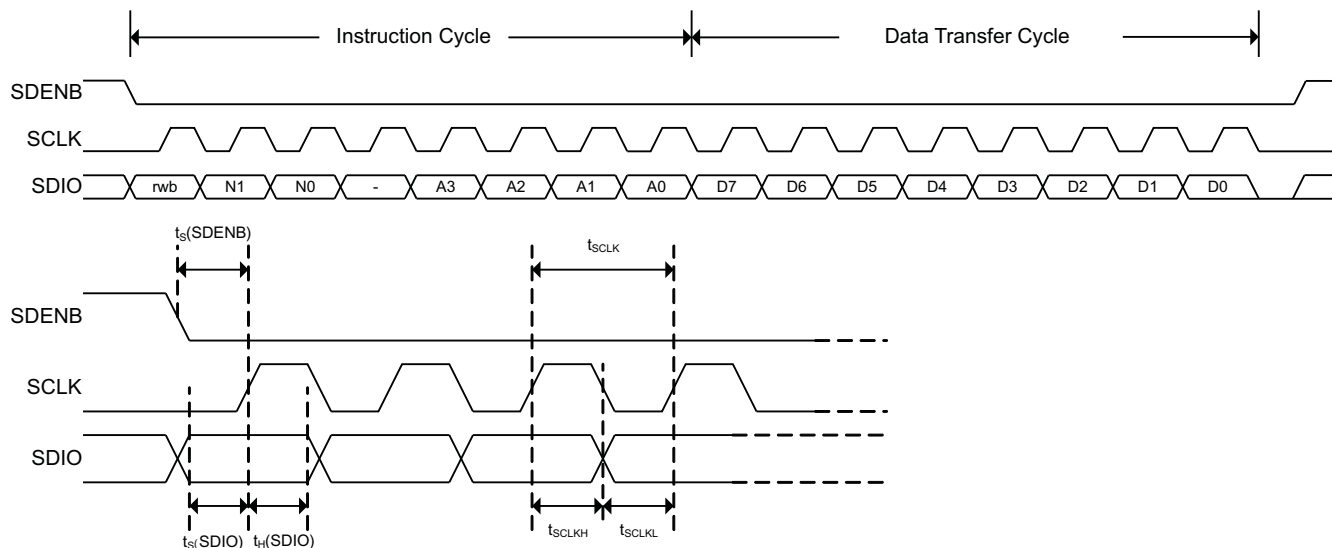 Instruction Cycle Data Transfer Cycle
SDENB
SCLK
SDIO rwb N1 N0 - A3 A2 A1 A0 D7 D6 D5 D4 D3 D2 D1 D0
tS(SDENB) tSCLK
SDENB
SCLK
SDIO
tS(SDIO) tH(SDIO) tSCLKH tSCLKL